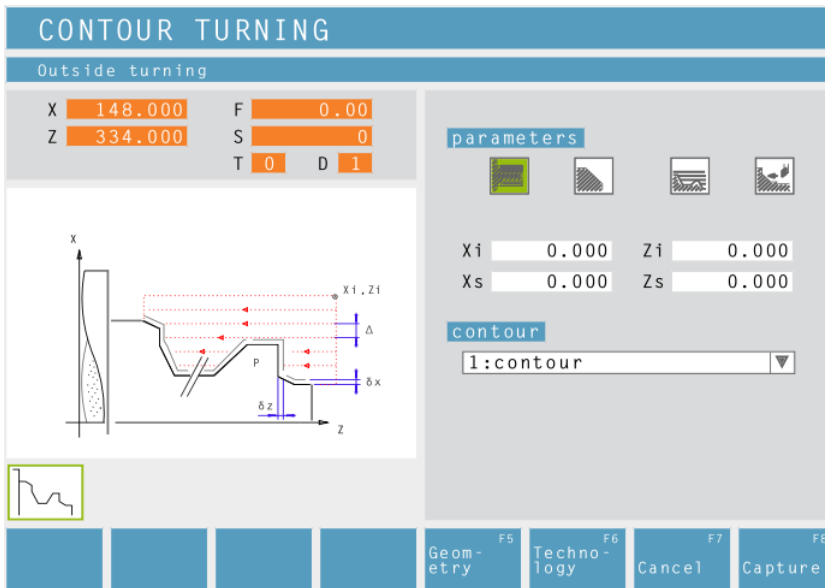 CONTOUR TURNING
Outside turning
X 148.000 F 0.00
Z 334.000 S 0
T 0 D 1
parameters
Xi 0.000 Zi 0.000
Xs 0.000 Zs 0.000
contour
1:contour
X
Xi,Zi
Δ
P
δx
δz
Z
F5 F6 F7 F8
Geom- Techno-
etry logy Cancel Capture